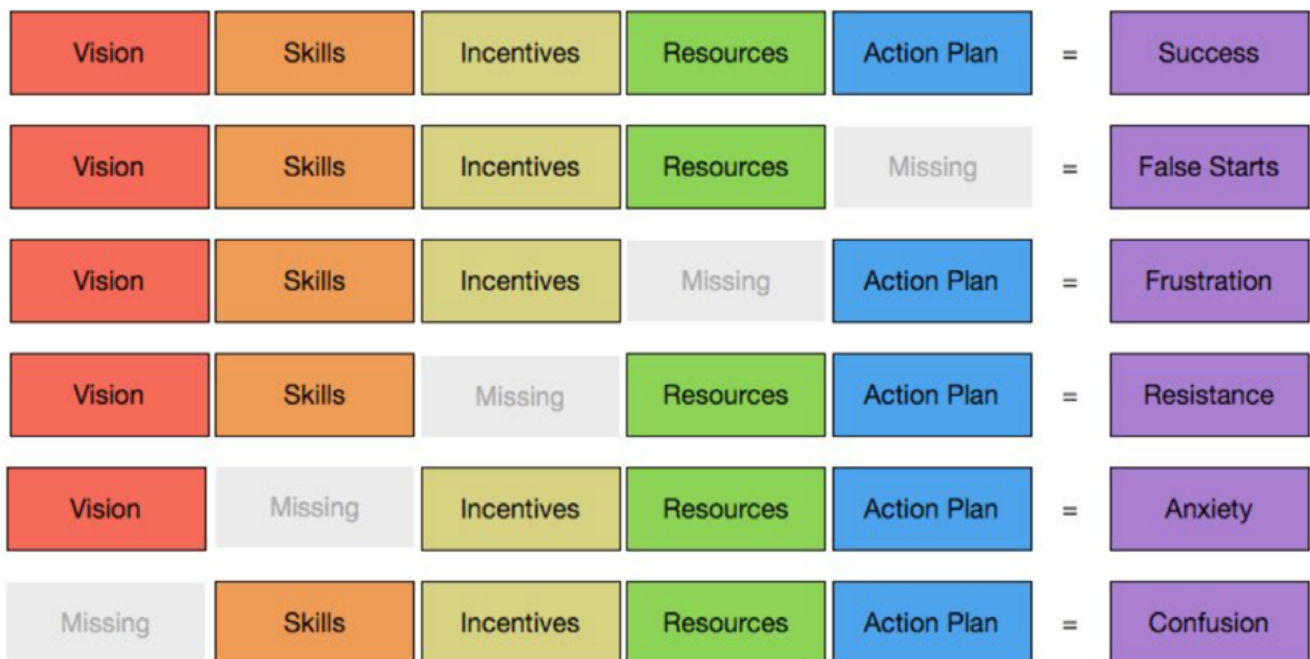 Vision Skills Incentives Resources Action Plan = Success
Vision Skills Incentives Resources Missing = False Starts
Vision Skills Incentives Missing Action Plan = Frustration
Vision Skills Missing Resources Action Plan = Resistance
Vision Missing Incentives Resources Action Plan = Anxiety
Missing Skills Incentives Resources Action Plan = Confusion